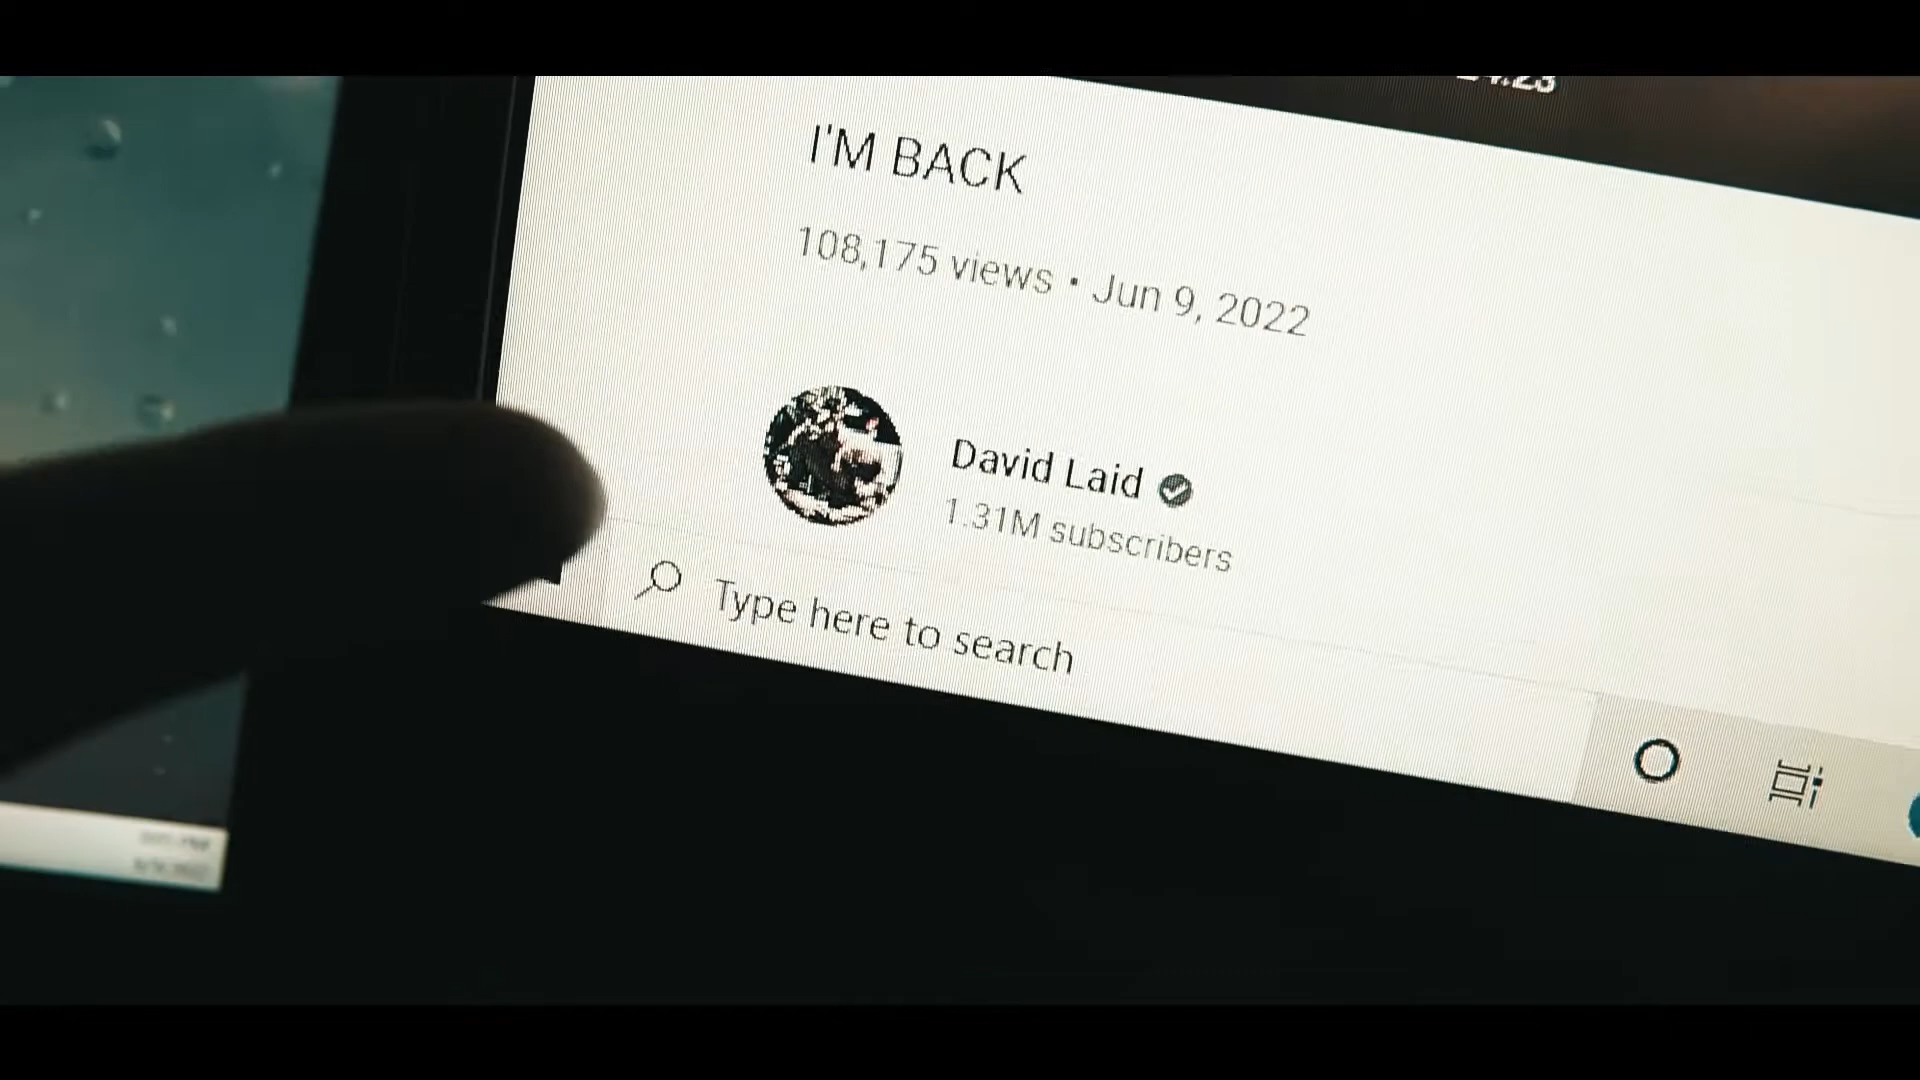 I'M BACK
108,175 views • Jun 9, 2022
David Laid
1.31M subscribers
Type here to search